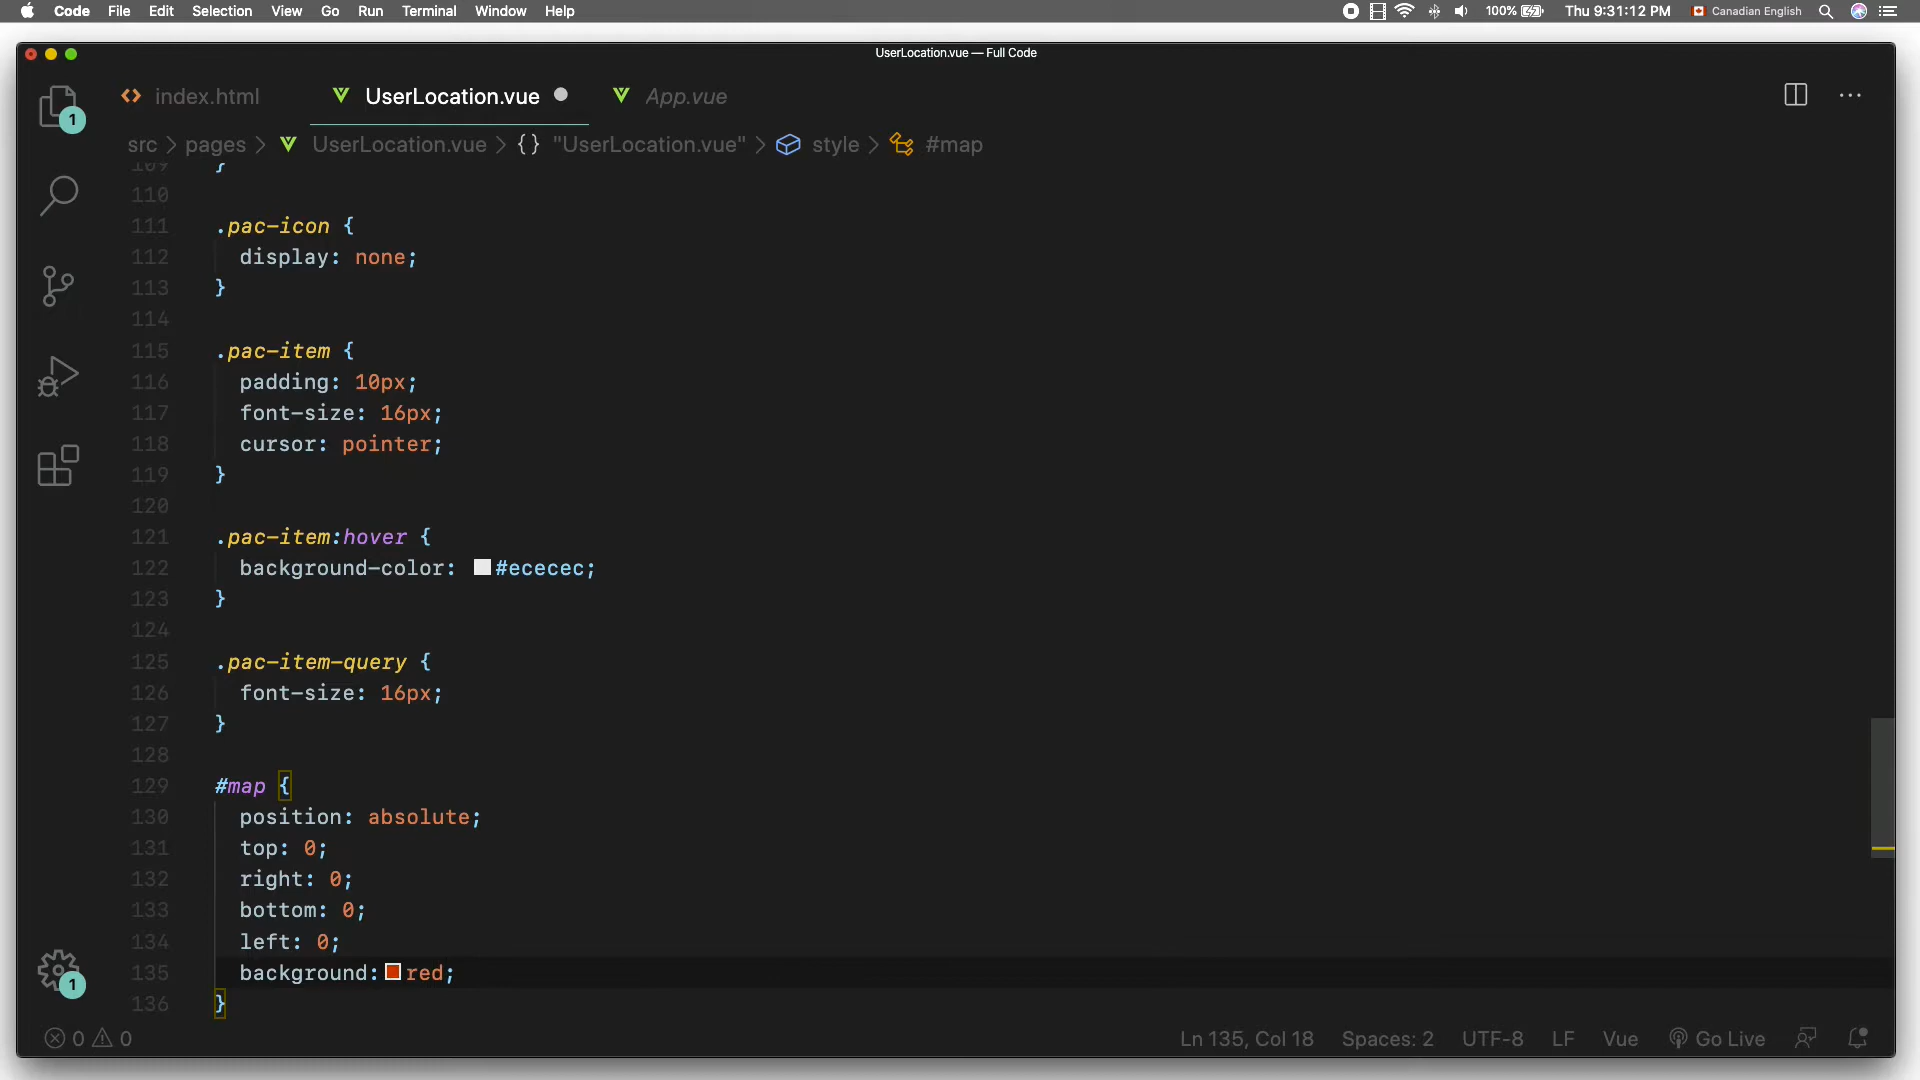 Code File Edit Selection View Go Run Terminal Window Help 100% Thu 9:31:12 PM Canadian English
UserLocation.vue — Full Code
index.html UserLocation.vue App.vue
src > pages > UserLocation.vue > {} "UserLocation.vue" > style > #map
109 }
110
111 .pac-icon {
112 display: none;
113 }
114
115 .pac-item {
116 padding: 10px;
117 font-size: 16px;
118 cursor: pointer;
119 }
120
121 .pac-item:hover {
122 background-color: #ececec;
123 }
124
125 .pac-item-query {
126 font-size: 16px;
127 }
128
129 #map {
130 position: absolute;
131 top: 0;
132 right: 0;
133 bottom: 0;
134 left: 0;
135 background: red;
136 }
1
1
0 0 Ln 135, Col 18 Spaces: 2 UTF-8 LF Vue Go Live